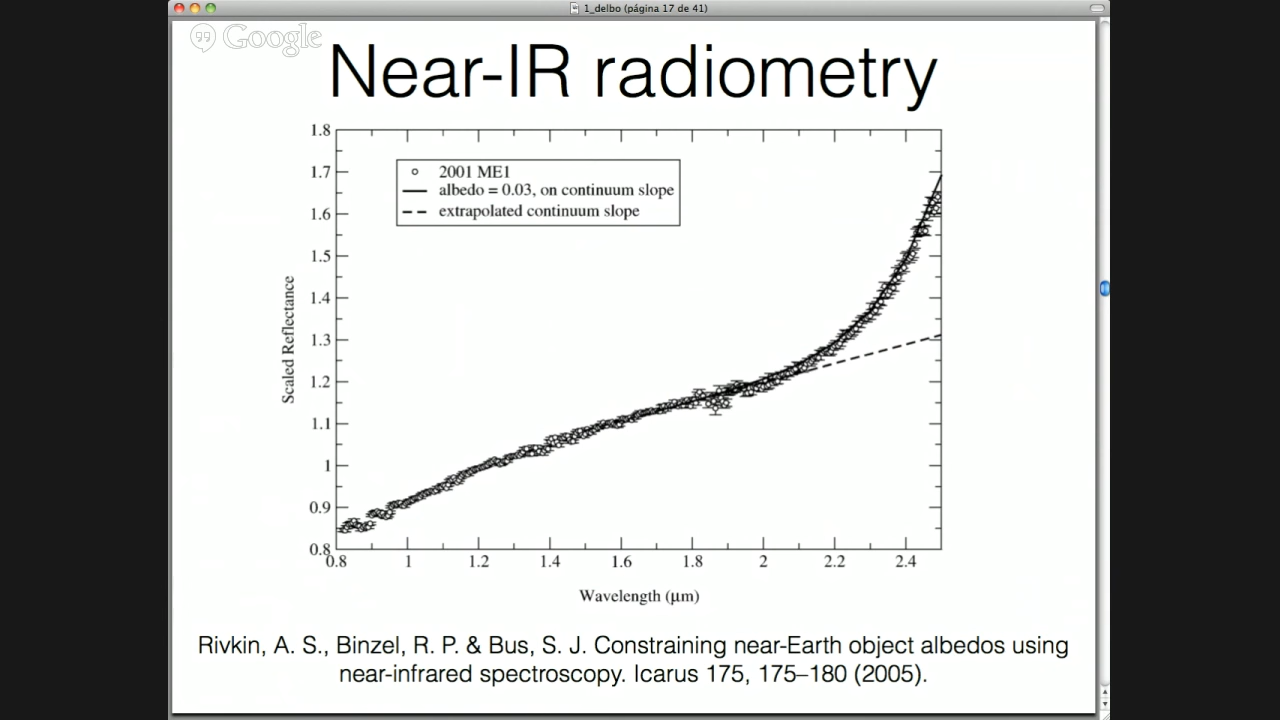 1_delbo (página 17 de 41)
Google
Near-IR radiometry
1.8
1.7
1.6
1.5
1.4
1.3
1.2
1.1
1
0.9
0.8
2001 ME1
albedo = 0.03, on continuum slope
extrapolated continuum slope
Scaled Reflectance
0.8 1 1.2 1.4 1.6 1.8 2 2.2 2.4
Wavelength (μm)
Rivkin, A. S., Binzel, R. P. & Bus, S. J. Constraining near-Earth object albedos using
near-infrared spectroscopy. Icarus 175, 175–180 (2005).